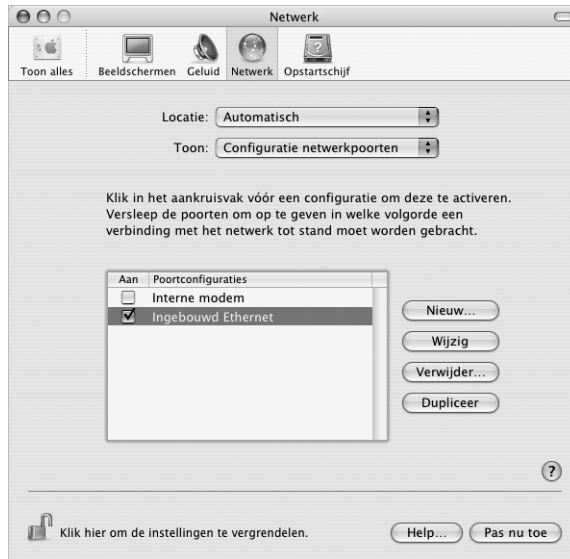 Netwerk
Toon alles
Beeldschermen
Geluid
Netwerk
Opstartschijf
Locatie: Automatisch
Toon: Configuratie netwerkpoorten
Klik in het aankruisvak vóór een configuratie om deze te activeren.
Versleep de poorten om op te geven in welke volgorde een
verbinding met het netwerk tot stand moet worden gebracht.
Aan Poortconfiguraties
Interne modem
Ingebouwd Ethernet
Nieuw...
Wijzig
Verwijder...
Dupliceer
?
Klik hier om de instellingen te vergrendelen.
Help...
Pas nu toe